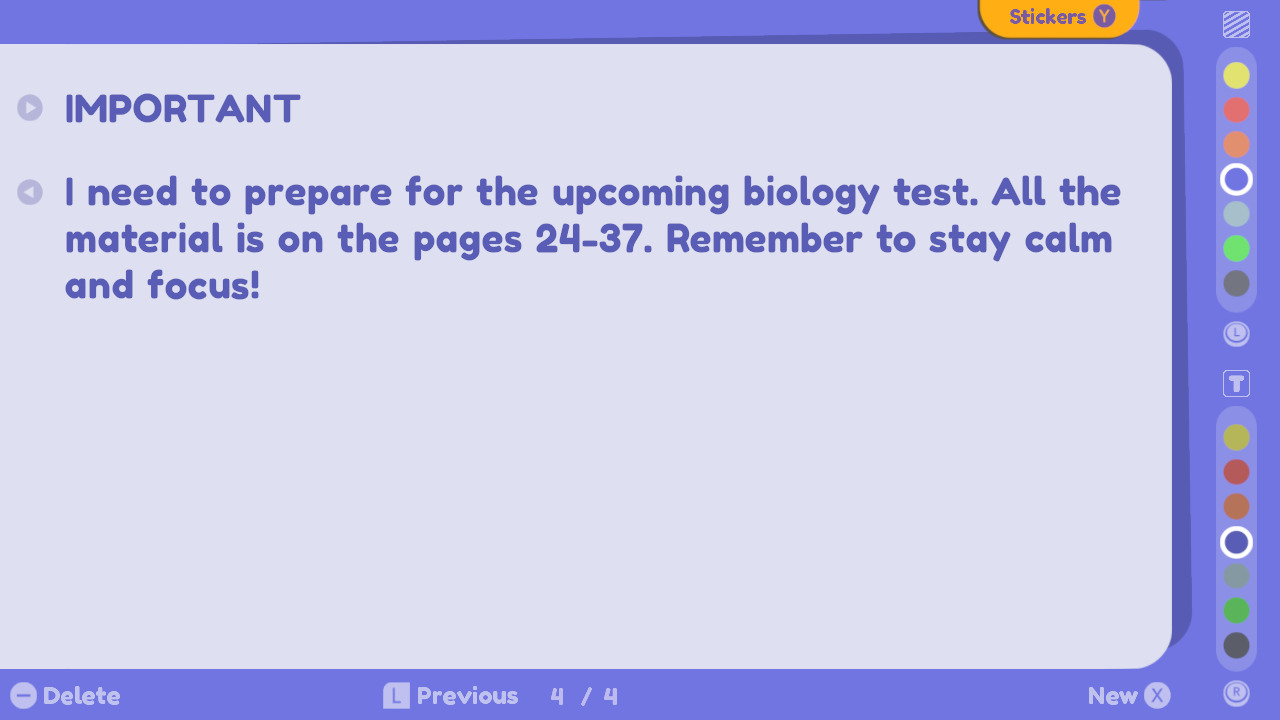 Stickers Y
IMPORTANT
I need to prepare for the upcoming biology test. All the
material is on the pages 24-37. Remember to stay calm
and focus!
L
T
Delete
L Previous 4 / 4
New X
R